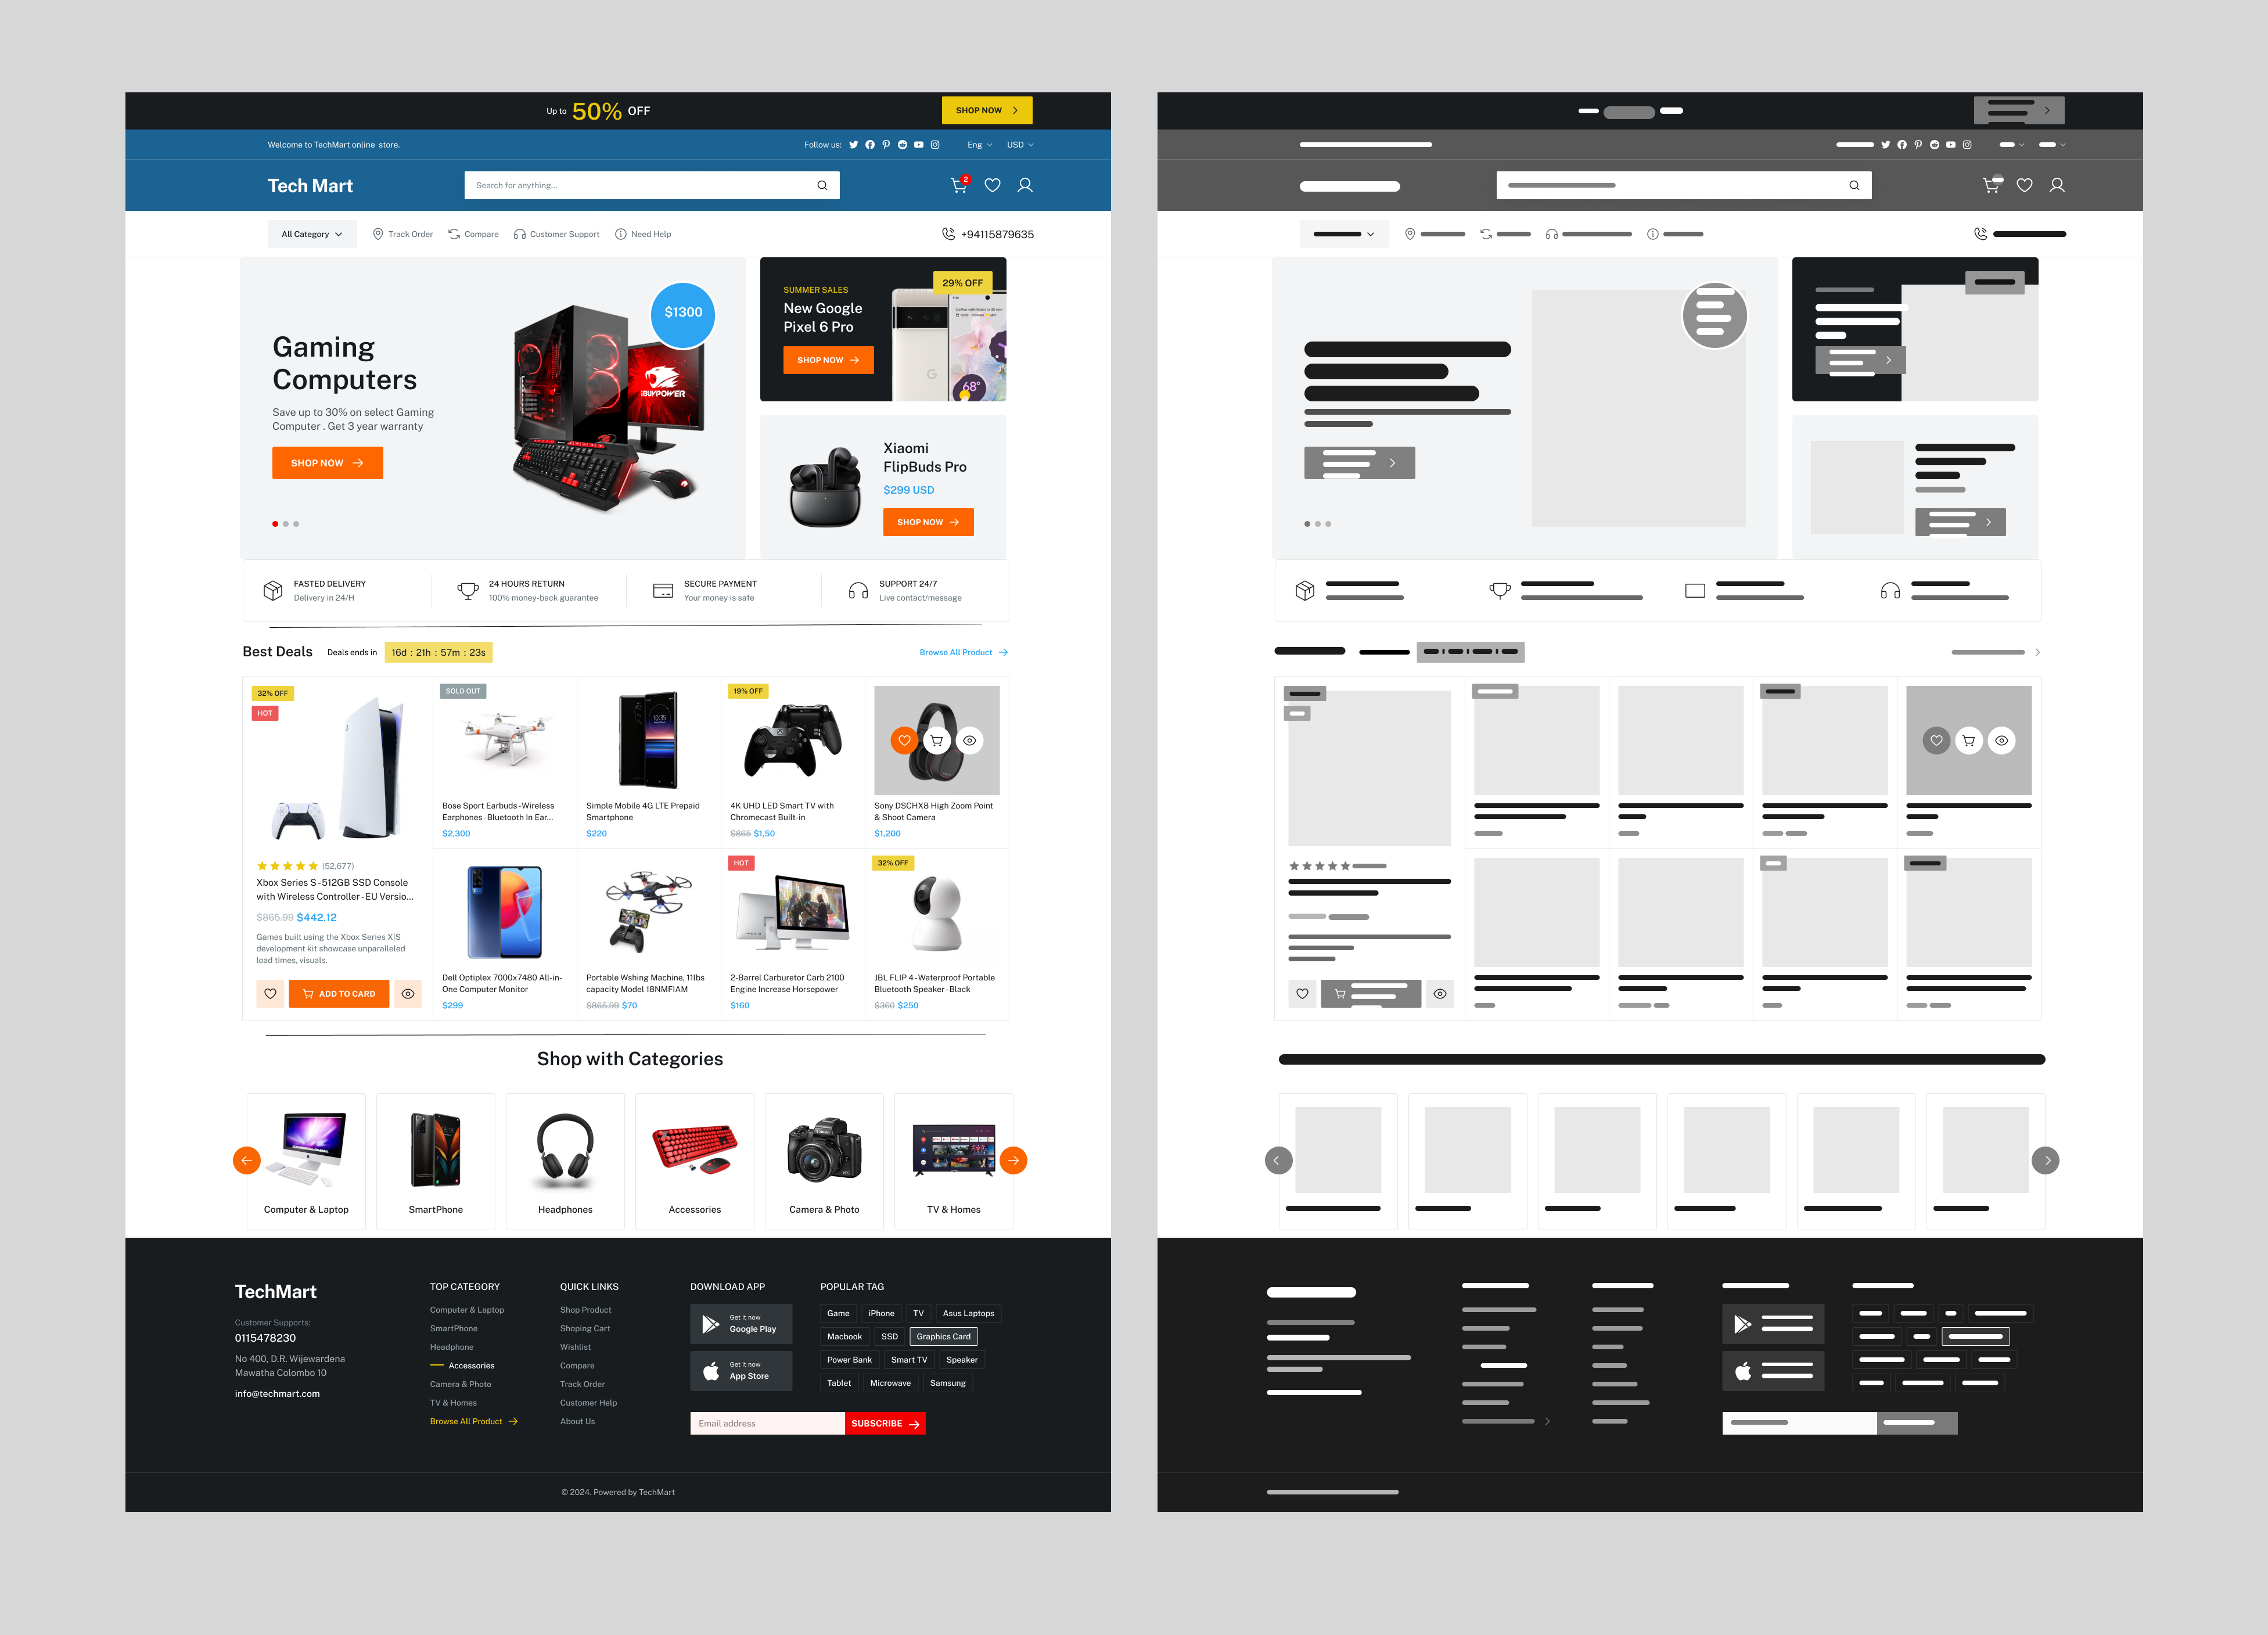 Up to 50% OFF
SHOP NOW
Welcome to TechMart online store.
Follow us:
Eng
USD
Tech Mart
Search for anything...
2
All Category
Track Order
Compare
Customer Support
Need Help
+94115879635
Gaming
Computers
Save up to 30% on select Gaming
Computer . Get 3 year warranty
SHOP NOW
$1300
iBUYPOWER
SUMMER SALES
New Google
Pixel 6 Pro
SHOP NOW
29% OFF
G
68°
Xiaomi
FlipBuds Pro
$299 USD
SHOP NOW
FASTED DELIVERY
Delivery in 24/H
24 HOURS RETURN
100% money-back guarantee
SECURE PAYMENT
Your money is safe
SUPPORT 24/7
Live contact/message
Best Deals
Deals ends in
16d : 21h : 57m : 23s
Browse All Product
32% OFF
HOT
(52,677)
Xbox Series S - 512GB SSD Console
with Wireless Controller - EU Versio...
$865.99 $442.12
Games built using the Xbox Series X|S
development kit showcase unparalleled
load times, visuals.
ADD TO CARD
SOLD OUT
Bose Sport Earbuds - Wireless
Earphones - Bluetooth In Ear...
$2,300
10:35
Simple Mobile 4G LTE Prepaid
Smartphone
$220
19% OFF
4K UHD LED Smart TV with
Chromecast Built-in
$865 $1,50
Sony DSCHX8 High Zoom Point
& Shoot Camera
$1,200
Dell Optiplex 7000x7480 All-in-
One Computer Monitor
$299
Portable Wshing Machine, 11lbs
capacity Model 18NMFIAM
$865.99 $70
HOT
2-Barrel Carburetor Carb 2100
Engine Increase Horsepower
$160
32% OFF
JBL FLIP 4 - Waterproof Portable
Bluetooth Speaker - Black
$360 $250
Shop with Categories
Computer & Laptop
SmartPhone
Headphones
Accessories
Camera & Photo
TV & Homes
TechMart
Customer Supports:
0115478230
No 400, D.R. Wijewardena
Mawatha Colombo 10
info@techmart.com
TOP CATEGORY
Computer & Laptop
SmartPhone
Headphone
Accessories
Camera & Photo
TV & Homes
Browse All Product
QUICK LINKS
Shop Product
Shoping Cart
Wishlist
Compare
Track Order
Customer Help
About Us
DOWNLOAD APP
Get it now
Google Play
Get it now
App Store
POPULAR TAG
Game
iPhone
TV
Asus Laptops
Macbook
SSD
Graphics Card
Power Bank
Smart TV
Speaker
Tablet
Microwave
Samsung
Email address
SUBSCRIBE
© 2024. Powered by TechMart